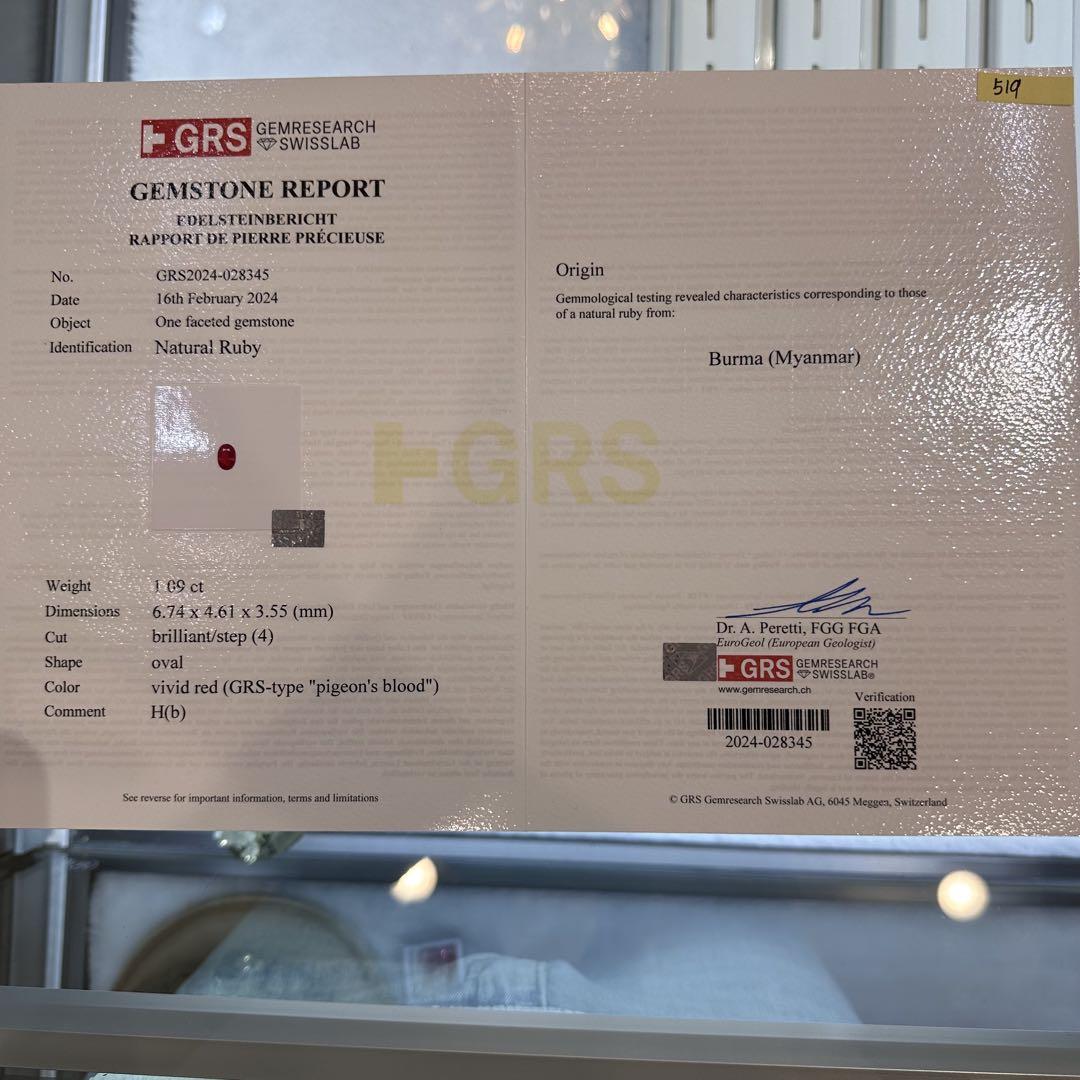 519
GRS GEMRESEARCH
SWISSLAB
GEMSTONE REPORT
EDELSTEINBERICHT
RAPPORT DE PIERRE PRÉCIEUSE
No. GRS2024-028345
Date 16th February 2024
Object One faceted gemstone
Identification Natural Ruby
Weight 1.09 ct
Dimensions 6.74 x 4.61 x 3.55 (mm)
Cut brilliant/step (4)
Shape oval
Color vivid red (GRS-type "pigeon's blood")
Comment H(b)
See reverse for important information, terms and limitations
GRS
Origin
Gemmological testing revealed characteristics corresponding to those
of a natural ruby from:
Burma (Myanmar)
Dr. A. Peretti, FGG FGA
EuroGeol (European Geologist)
GRS GEMRESEARCH
SWISSLAB®
www.gemresearch.ch
Verification
2024-028345
© GRS Gemresearch Swisslab AG, 6045 Meggen, Switzerland